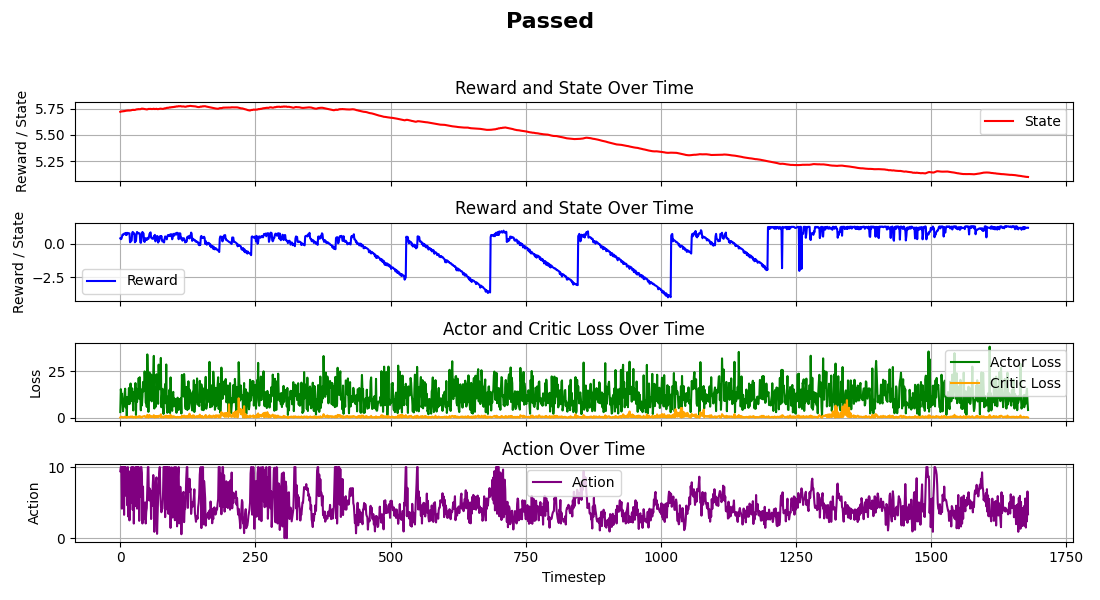 Passed
Reward and State Over Time
Reward / State
5.75
5.50
5.25
State
Reward and State Over Time
Reward / State
0.0
−2.5
Reward
Actor and Critic Loss Over Time
Loss
25
0
Actor Loss
Critic Loss
Action Over Time
Action
10
0
Action
0
250
500
750
1000
1250
1500
1750
Timestep